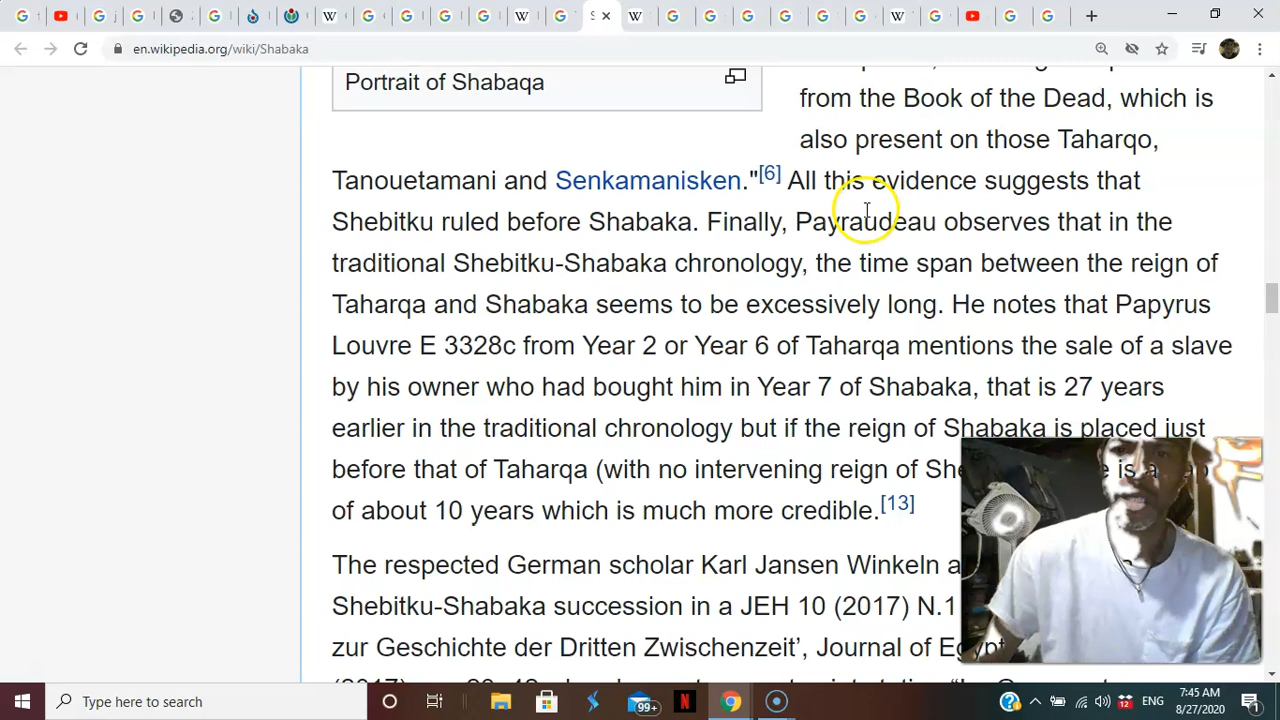 en.wikipedia.org/wiki/Shabaka
Portrait of Shabaqa
from the Book of the Dead, which is
also present on those Taharqo,
Tanouetamani and Senkamanisken."[6] All this evidence suggests that
Shebitku ruled before Shabaka. Finally, Payraudeau observes that in the
traditional Shebitku-Shabaka chronology, the time span between the reign of
Taharqa and Shabaka seems to be excessively long. He notes that Papyrus
Louvre E 3328c from Year 2 or Year 6 of Taharqa mentions the sale of a slave
by his owner who had bought him in Year 7 of Shabaka, that is 27 years
earlier in the traditional chronology but if the reign of Shabaka is placed just
before that of Taharqa (with no intervening reign of
of about 10 years which is much more credible.[13]
The respected German scholar Karl Jansen Winkeln
Shebitku-Shabaka succession in a JEH 10 (2017) N.1
zur Geschichte der Dritten Zwischenzeit', Journal of
Type here to search
99+
12
ENG
7:45 AM
8/27/2020
1